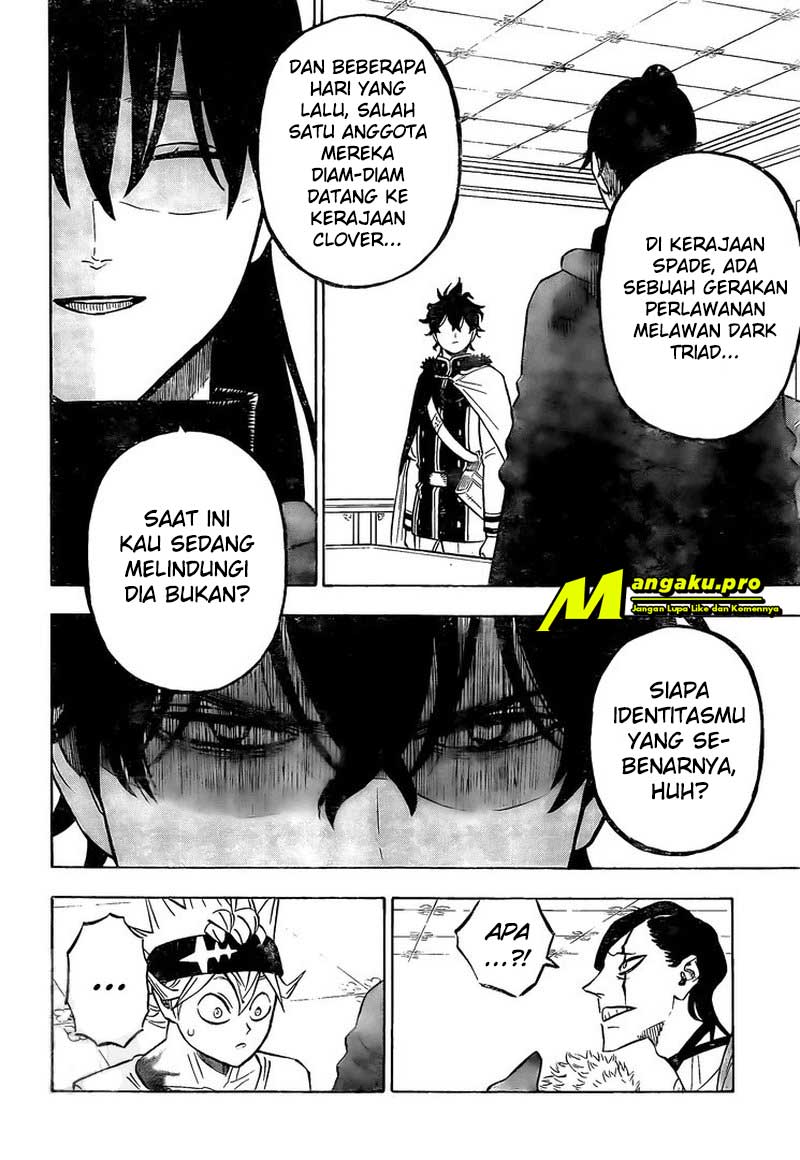 DI KERAJAAN
SPADE, ADA
SEBUAH GERAKAN
PERLAWANAN
MELAWAN DARK
TRIAD...
DAN BEBERAPA
HARI YANG
LALU, SALAH
SATU ANGGOTA
MEREKA
DIAM-DIAM
DATANG KE
KERAJAAN
CLOVER...
Mangaku.pro
Jangan Lupa Like dan Komennya
SAAT INI
KAU SEDANG
MELINDUNGI
DIA BUKAN?
SIAPA
IDENTITASMU
YANG SE-
BENARNYA,
HUH?
APA
...?!
...